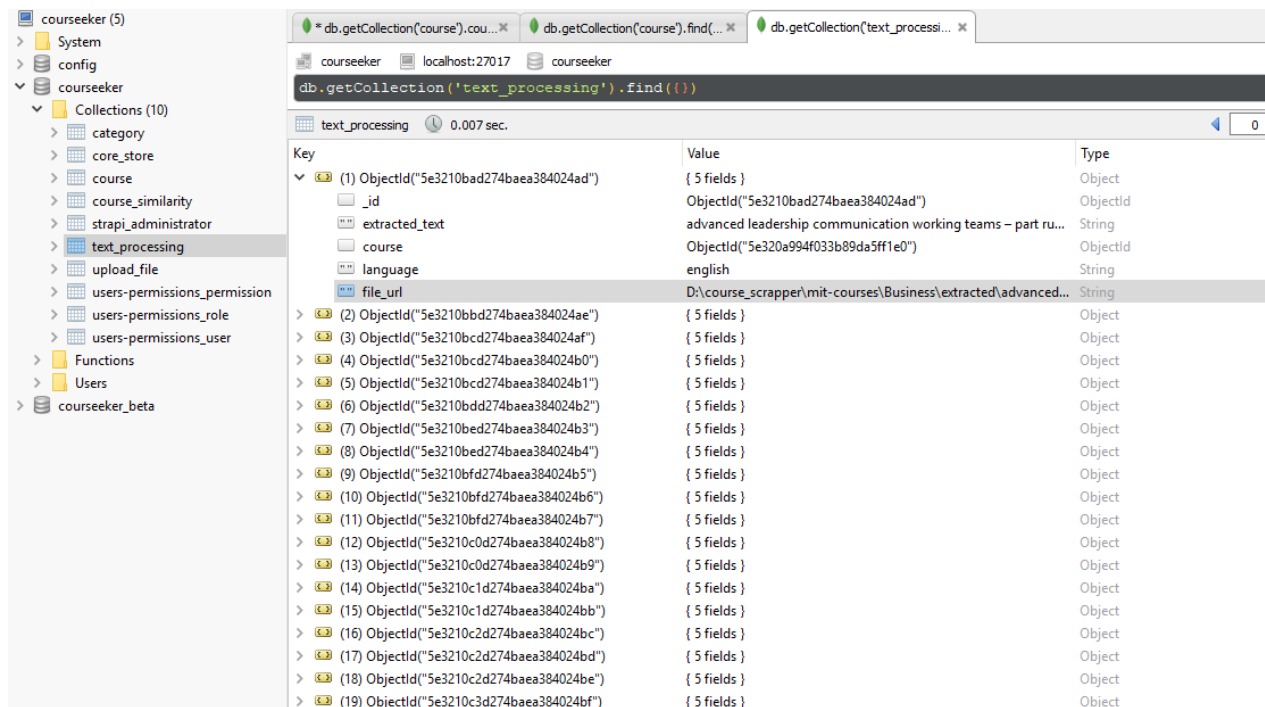 courseeker (5)
System
config
courseeker
Collections (10)
category
core_store
course
course_similarity
strapi_administrator
text_processing
upload_file
users-permissions_permission
users-permissions_role
users-permissions_user
Functions
Users
courseeker_beta
* db.getCollection('course').cou... db.getCollection('course').find(... db.getCollection('text_processi...
courseeker localhost:27017 courseeker
db.getCollection('text_processing').find({})
text_processing 0.007 sec. 0
Key Value Type
(1) ObjectId("5e3210bad274baea384024ad") { 5 fields } Object
_id ObjectId("5e3210bad274baea384024ad") ObjectId
extracted_text advanced leadership communication working teams – part ru... String
course ObjectId("5e320a994f033b89da5ff1e0") ObjectId
language english String
file_url D:\course_scrapper\mit-courses\Business\extracted\advanced... String
(2) ObjectId("5e3210bbd274baea384024ae") { 5 fields } Object
(3) ObjectId("5e3210bcd274baea384024af") { 5 fields } Object
(4) ObjectId("5e3210bcd274baea384024b0") { 5 fields } Object
(5) ObjectId("5e3210bcd274baea384024b1") { 5 fields } Object
(6) ObjectId("5e3210bdd274baea384024b2") { 5 fields } Object
(7) ObjectId("5e3210bed274baea384024b3") { 5 fields } Object
(8) ObjectId("5e3210bed274baea384024b4") { 5 fields } Object
(9) ObjectId("5e3210bfd274baea384024b5") { 5 fields } Object
(10) ObjectId("5e3210bfd274baea384024b6") { 5 fields } Object
(11) ObjectId("5e3210bfd274baea384024b7") { 5 fields } Object
(12) ObjectId("5e3210c0d274baea384024b8") { 5 fields } Object
(13) ObjectId("5e3210c0d274baea384024b9") { 5 fields } Object
(14) ObjectId("5e3210c1d274baea384024ba") { 5 fields } Object
(15) ObjectId("5e3210c1d274baea384024bb") { 5 fields } Object
(16) ObjectId("5e3210c2d274baea384024bc") { 5 fields } Object
(17) ObjectId("5e3210c2d274baea384024bd") { 5 fields } Object
(18) ObjectId("5e3210c2d274baea384024be") { 5 fields } Object
(19) ObjectId("5e3210c3d274baea384024bf") { 5 fields } Object